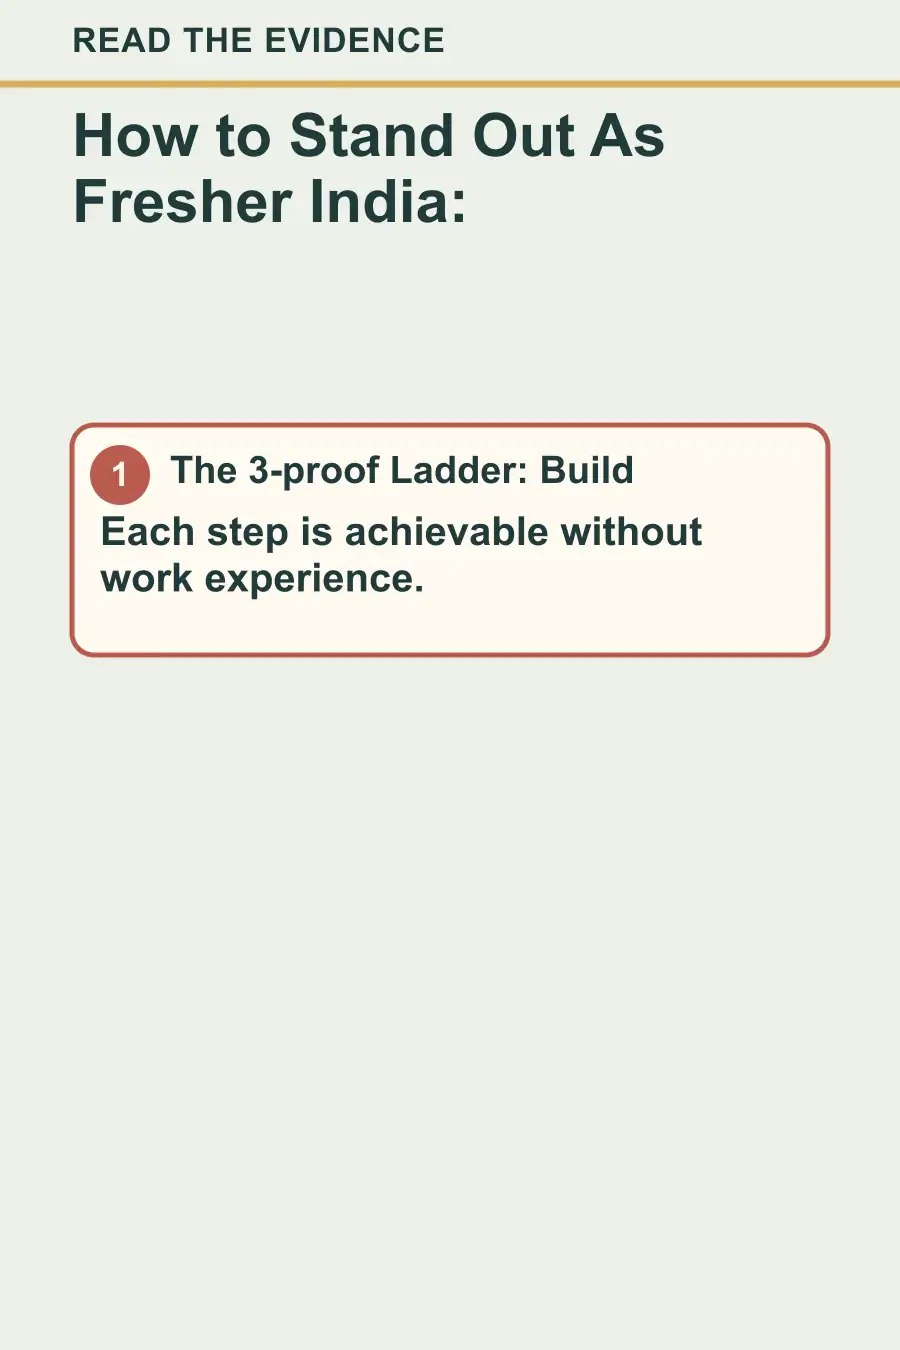 READ THE EVIDENCE
How to Stand Out As
Fresher India:
1 The 3-proof Ladder: Build
Each step is achievable without
work experience.